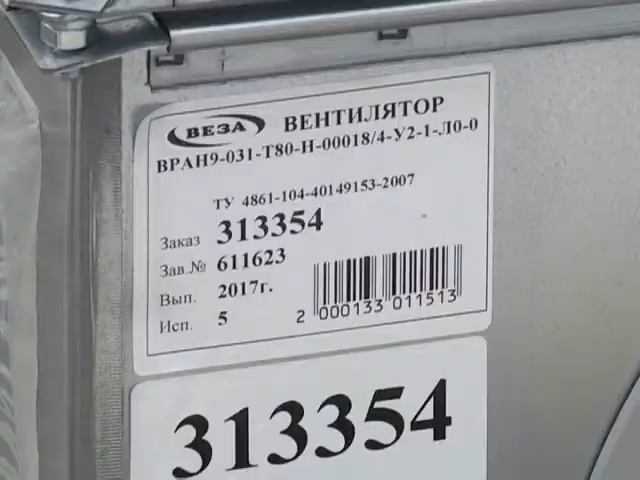 ВЕЗА ВЕНТИЛЯТОР
ВРАН9-031-Т80-Н-00018/4-У2-1-Л0-0
ТУ 4861-104-40149153-2007
Заказ 313354
Зав.№ 611623
Вып. 2017г.
Исп. 5
2 000133 011513
313354